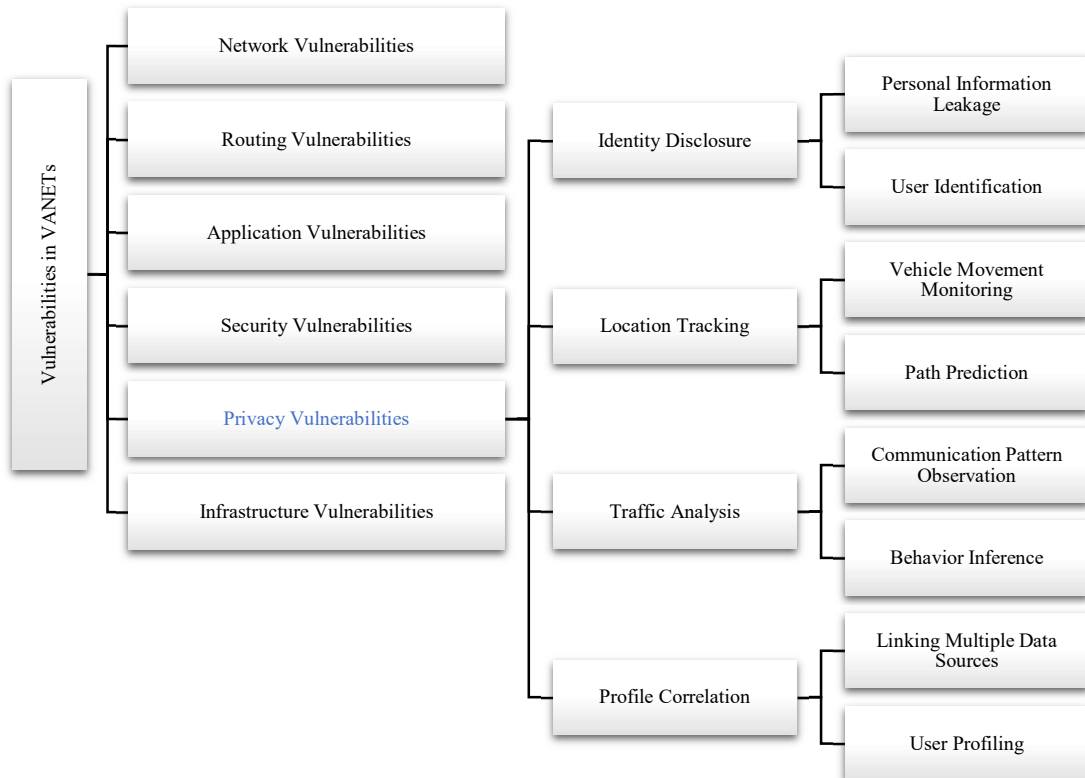 Vulnerabilities in VANETs
Network Vulnerabilities
Routing Vulnerabilities
Application Vulnerabilities
Security Vulnerabilities
Privacy Vulnerabilities
Infrastructure Vulnerabilities
Identity Disclosure
Personal Information
Leakage
User Identification
Location Tracking
Vehicle Movement
Monitoring
Path Prediction
Traffic Analysis
Communication Pattern
Observation
Behavior Inference
Profile Correlation
Linking Multiple Data
Sources
User Profiling